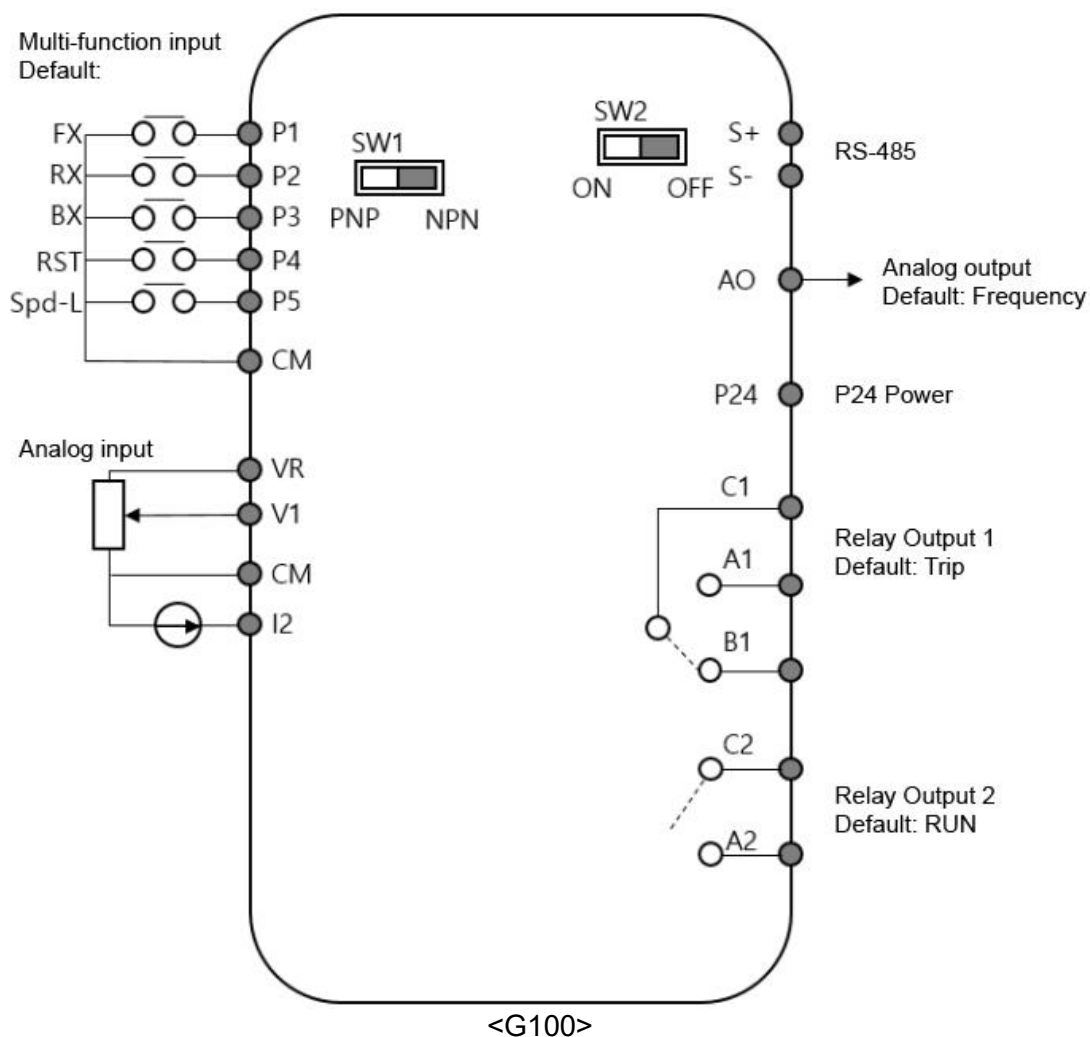 Multi-function input
Default:
FX
P1
RX
P2
BX
P3
RST
P4
Spd-L
P5
CM
SW1
PNP NPN
SW2
ON OFF
S+
S-
RS-485
AO
Analog output
Default: Frequency
P24
P24 Power
Analog input
VR
V1
CM
I2
C1
A1
B1
Relay Output 1
Default: Trip
C2
A2
Relay Output 2
Default: RUN
<G100>